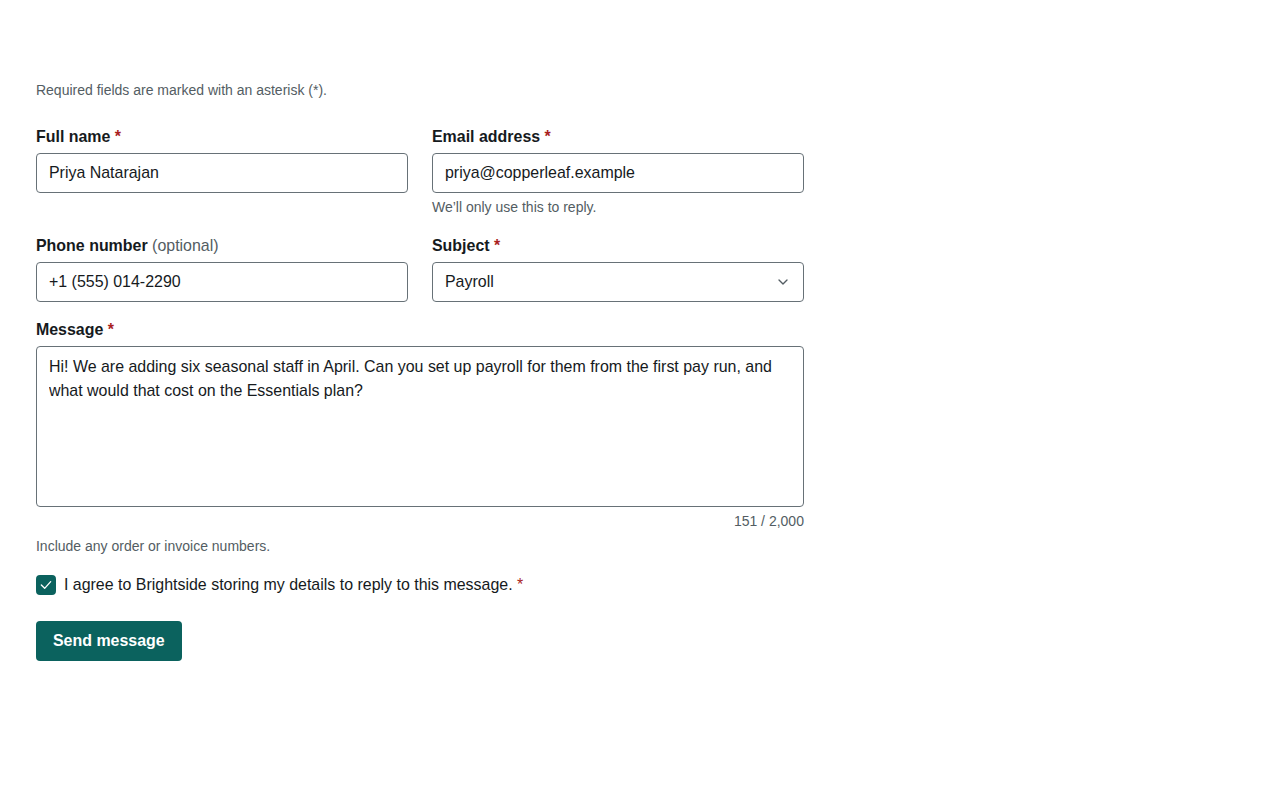 Required fields are marked with an asterisk (*).
Full name *
Priya Natarajan
Email address *
priya@copperleaf.example
We'll only use this to reply.
Phone number (optional)
+1 (555) 014-2290
Subject *
Payroll
Message *
Hi! We are adding six seasonal staff in April. Can you set up payroll for them from the first pay run, and
what would that cost on the Essentials plan?
151 / 2,000
Include any order or invoice numbers.
I agree to Brightside storing my details to reply to this message. *
Send message